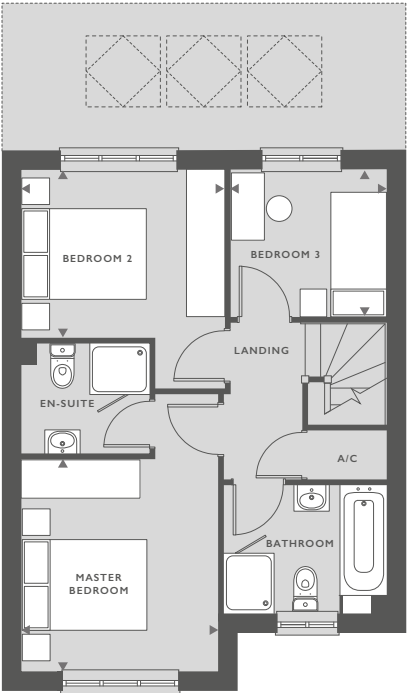 BEDROOM 2
BEDROOM 3
LANDING
EN-SUITE
A/C
BATHROOM
MASTER
BEDROOM